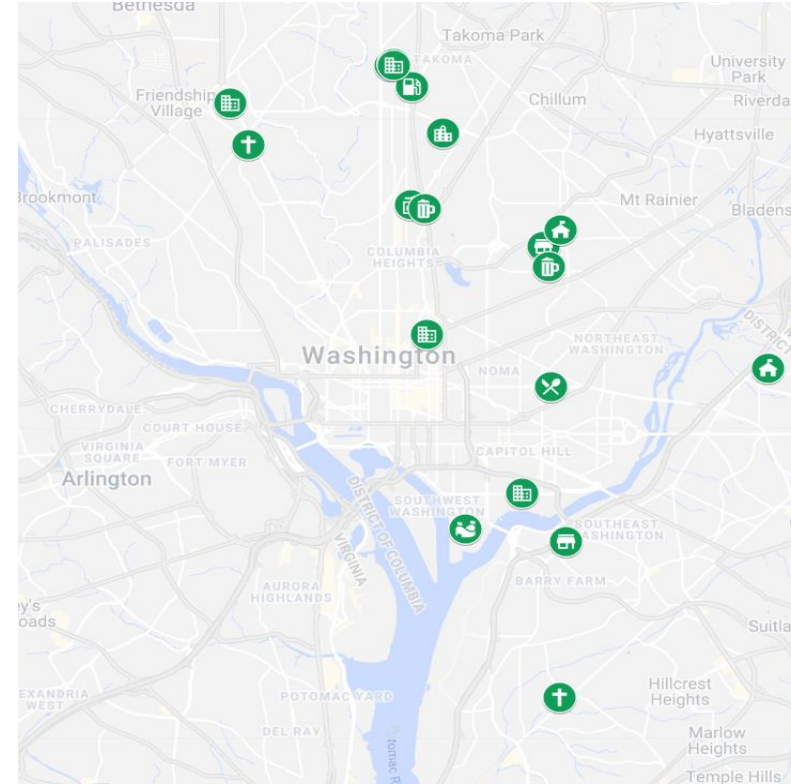 Bethesda
Takoma Park
TAKOMA
University
Park
Friendship
Village
Chillum
Riverda
Hyattsville
Brookmont
Mt Rainier
Bladens
PALISADES
COLUMBIA
HEIGHTS
DISTRICT
NORTHEAST
WASHINGTON
Washington
NOMA
CHERRYDALE
COURT HOUSE
VIRGINIA
SQUARE
FORT MYER
CAPITOL HILL
Arlington
SOUTHWEST
WASHINGTON
DISTRICT OF COLUMBIA
VIRGINIA
SOUTHEAST
WASHINGTON
BARRY FARM
AURORA
HIGHLANDS
ey's
oads
Suitla
EXANDRIA
WEST
POTOMAC YARD
Hillcrest
Heights
DEL RAY
tomac R
Marlow
Heights
Temple Hills